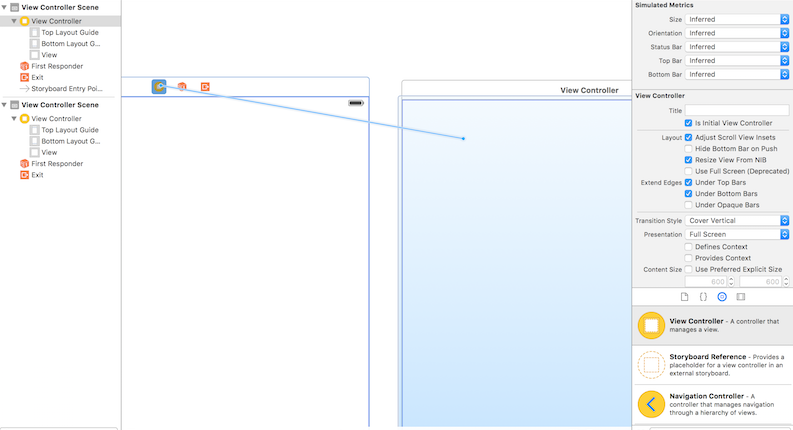 View Controller Scene
View Controller
Top Layout Guide
Bottom Layout G...
View
First Responder
Exit
Storyboard Entry Poi...
View Controller Scene
View Controller
Top Layout Guide
Bottom Layout G...
View
First Responder
Exit
View Controller
Simulated Metrics
Size Inferred
Orientation Inferred
Status Bar Inferred
Top Bar Inferred
Bottom Bar Inferred
View Controller
Title
Is Initial View Controller
Layout Adjust Scroll View Insets
Hide Bottom Bar on Push
Resize View From NIB
Use Full Screen (Deprecated)
Extend Edges Under Top Bars
Under Bottom Bars
Under Opaque Bars
Transition Style Cover Vertical
Presentation Full Screen
Defines Context
Provides Context
Content Size Use Preferred Explicit Size
600 600
{}
View Controller - A controller that
manages a view.
Storyboard Reference - Provides a
placeholder for a view controller in an
external storyboard.
Navigation Controller - A
controller that manages navigation
through a hierarchy of views.